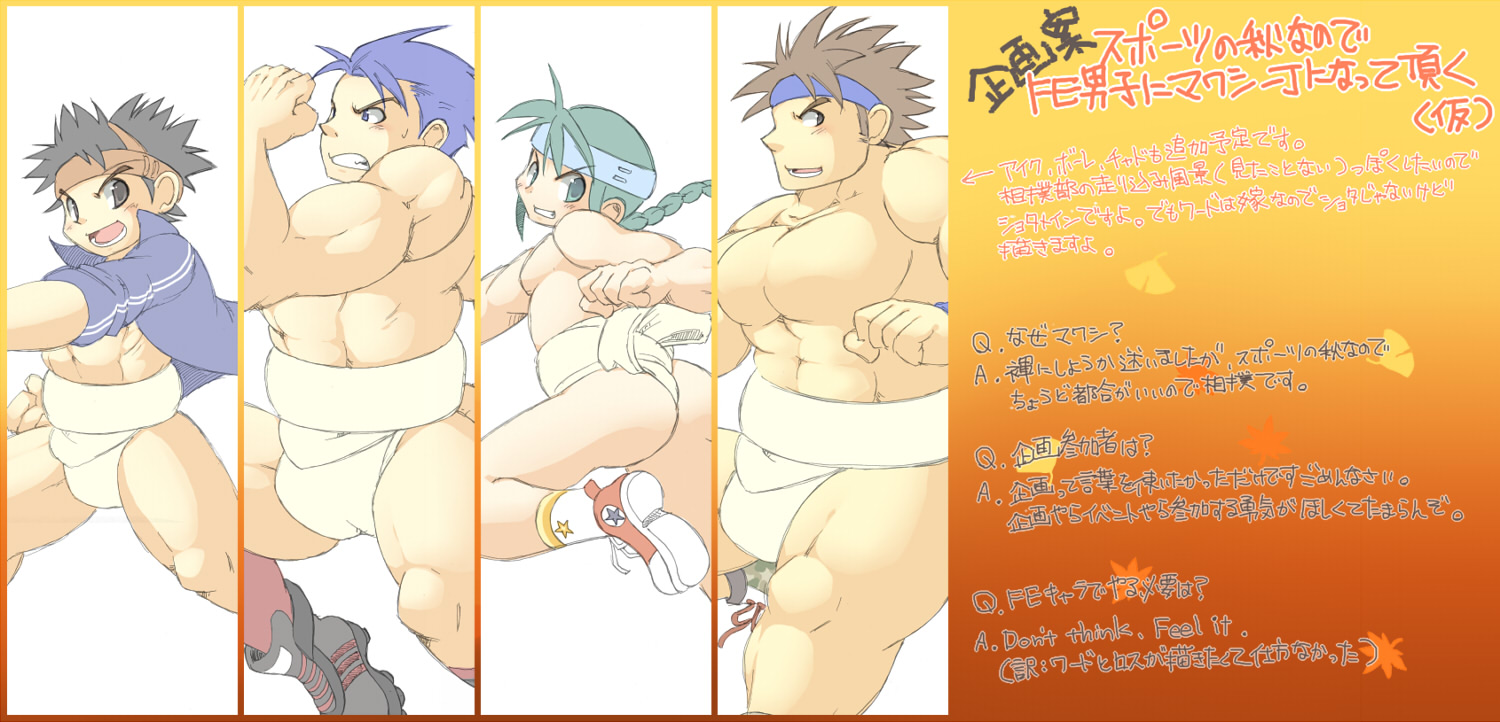 企画案
スポーツの秋なので
FE男子にマワシ一丁になって頂く
(仮)
← アイク、ボーレ、チャドも追加予定です。
相撲部の走り込み風景(見たことない)っぽくしたいので
ショタメインですよ。でもワードは嫁なのでショタじゃないけど
描きますよ。
Q. なぜマワシ?
A. 褌にしようか迷いましたが、スポーツの秋なので
ちょうど都合がいいので相撲です。
Q. 企画参加者は?
A. 企画って言葉を使いたかっただけですごめんなさい。
企画やらイベントやら参加する勇気がほしくてたまらんぞ。
Q. FEキャラでやる必要は?
A. Don't think、Feel it.
(訳:ワードとロスが描きたくて仕方なかった)